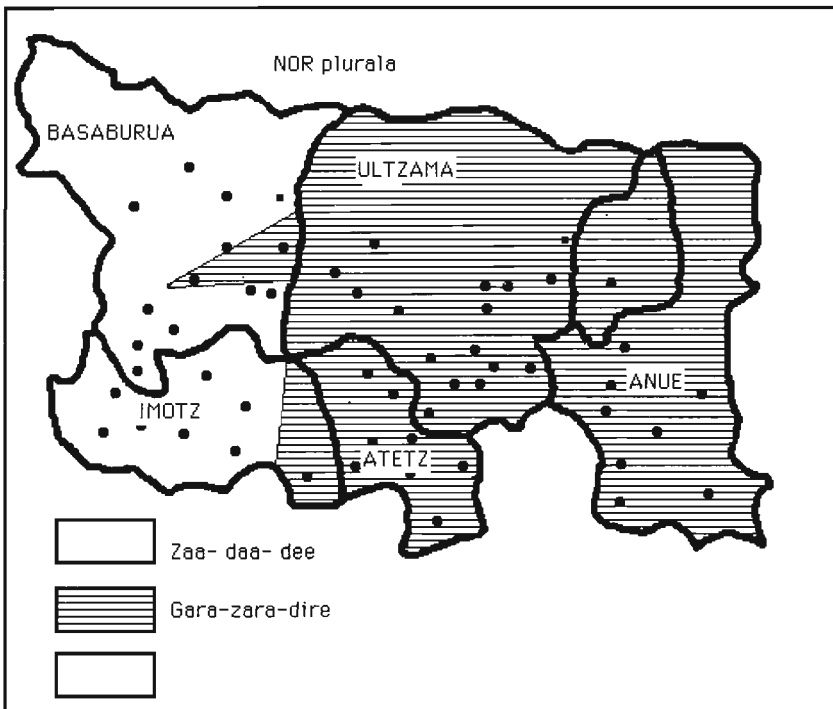 NOR plurala
BASABURUA
ULTZAMA
ANUE
IMOTZ
ATETZ
Zaa- daa- dee
Gara-zara-dire